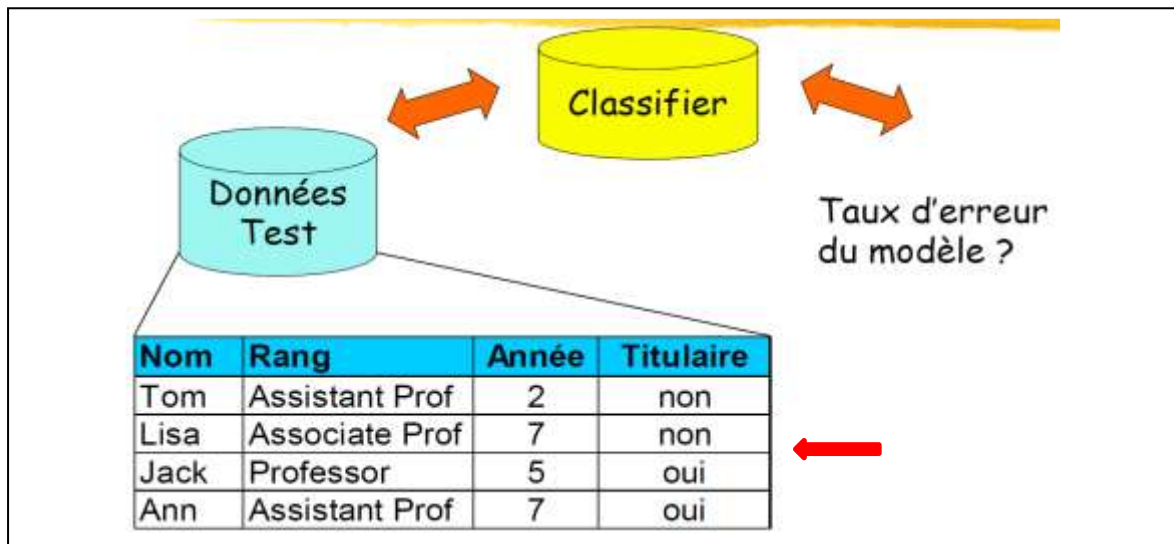 Classifier
Données
Test
Taux d'erreur
du modèle ?
Nom Rang Année Titulaire
Tom Assistant Prof 2 non
Lisa Associate Prof 7 non
Jack Professor 5 oui
Ann Assistant Prof 7 oui